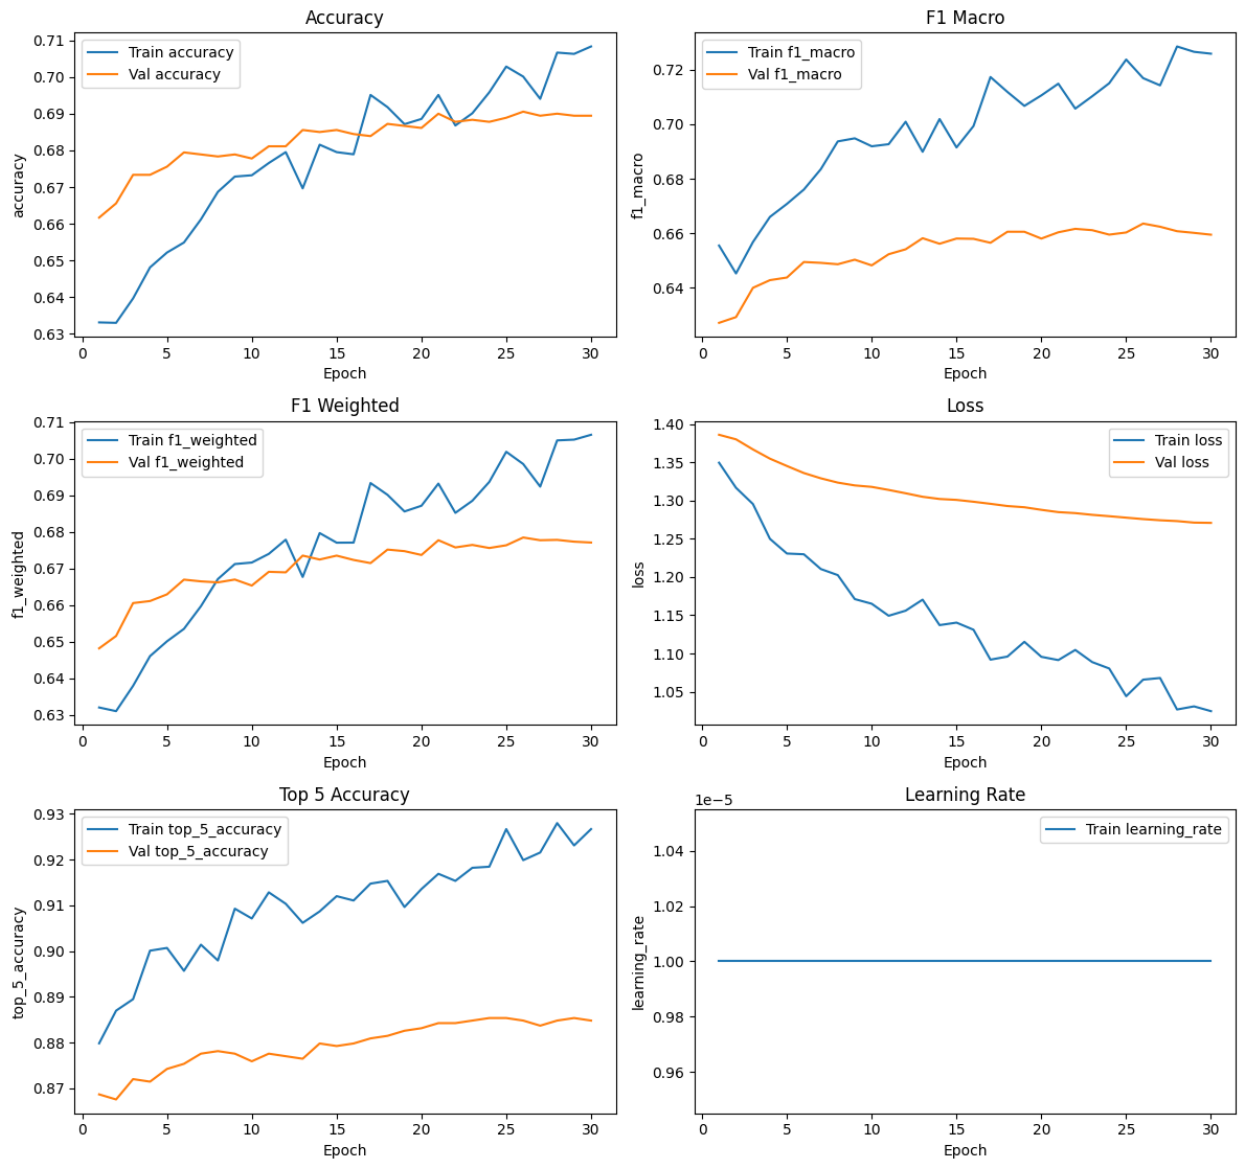 Accuracy
Train accuracy
Val accuracy
0.71
0.70
0.69
0.68
0.67
0.66
0.65
0.64
0.63
accuracy
0 5 10 15 20 25 30
Epoch
F1 Macro
Train f1_macro
Val f1_macro
0.72
0.70
0.68
0.66
0.64
f1_macro
0 5 10 15 20 25 30
Epoch
F1 Weighted
Train f1_weighted
Val f1_weighted
0.71
0.70
0.69
0.68
0.67
0.66
0.65
0.64
0.63
f1_weighted
0 5 10 15 20 25 30
Epoch
Loss
Train loss
Val loss
1.40
1.35
1.30
1.25
1.20
1.15
1.10
1.05
loss
0 5 10 15 20 25 30
Epoch
Top 5 Accuracy
Train top_5_accuracy
Val top_5_accuracy
0.93
0.92
0.91
0.90
0.89
0.88
0.87
top_5_accuracy
0 5 10 15 20 25 30
Epoch
Learning Rate
1e−5
Train learning_rate
1.04
1.02
1.00
0.98
0.96
learning_rate
0 5 10 15 20 25 30
Epoch